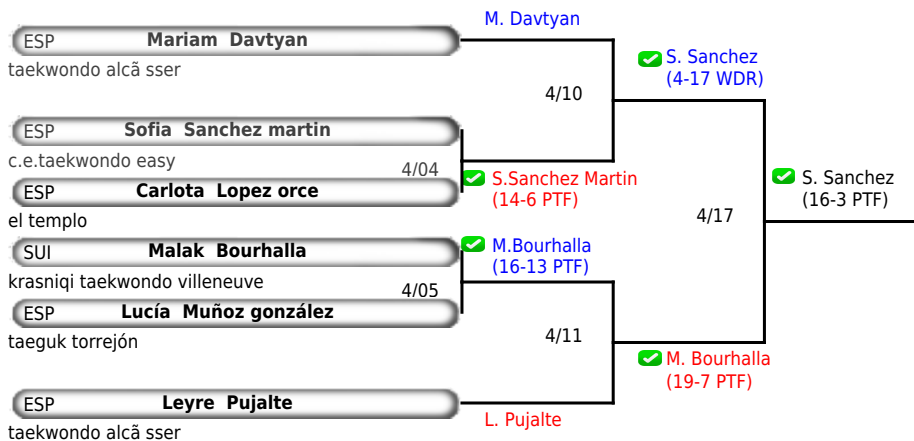 M. Davtyan
ESP Mariam Davtyan
taekwondo alcã sser
S. Sanchez
(4-17 WDR)
4/10
ESP Sofia Sanchez martin
c.e.taekwondo easy
4/04
S.Sanchez Martin
(14-6 PTF)
ESP Carlota Lopez orce
el templo
S. Sanchez
(16-3 PTF)
4/17
SUI Malak Bourhalla
krasniqi taekwondo villeneuve
M.Bourhalla
(16-13 PTF)
4/05
ESP Lucía Muñoz gonzález
taeguk torrejón
4/11
M. Bourhalla
(19-7 PTF)
ESP Leyre Pujalte
taekwondo alcã sser
L. Pujalte